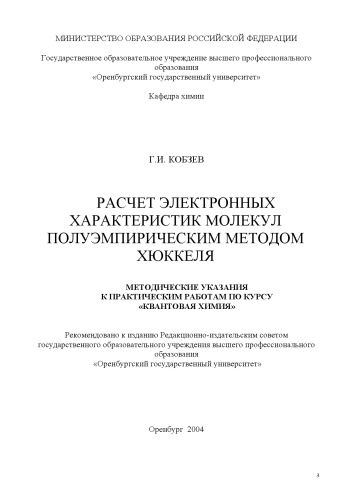 МИНИСТЕРСТВО ОБРАЗОВАНИЯ РОССИЙСКОЙ ФЕДЕРАЦИИ
Государственное образовательное учреждение высшего профессионального
образования
«Оренбургский государственный университет»
Кафедра химии
Г.И. КОБЗЕВ
РАСЧЕТ ЭЛЕКТРОННЫХ
ХАРАКТЕРИСТИК МОЛЕКУЛ
ПОЛУЭМПИРИЧЕСКИМ МЕТОДОМ
ХЮККЕЛЯ
МЕТОДИЧЕСКИЕ УКАЗАНИЯ
К ПРАКТИЧЕСКИМ РАБОТАМ ПО КУРСУ
«КВАНТОВАЯ ХИМИЯ»
Рекомендовано к изданию Редакционно-издательским советом
государственного образовательного учреждения высшего профессионального
образования
«Оренбургский государственный университет»
Оренбург 2004
3